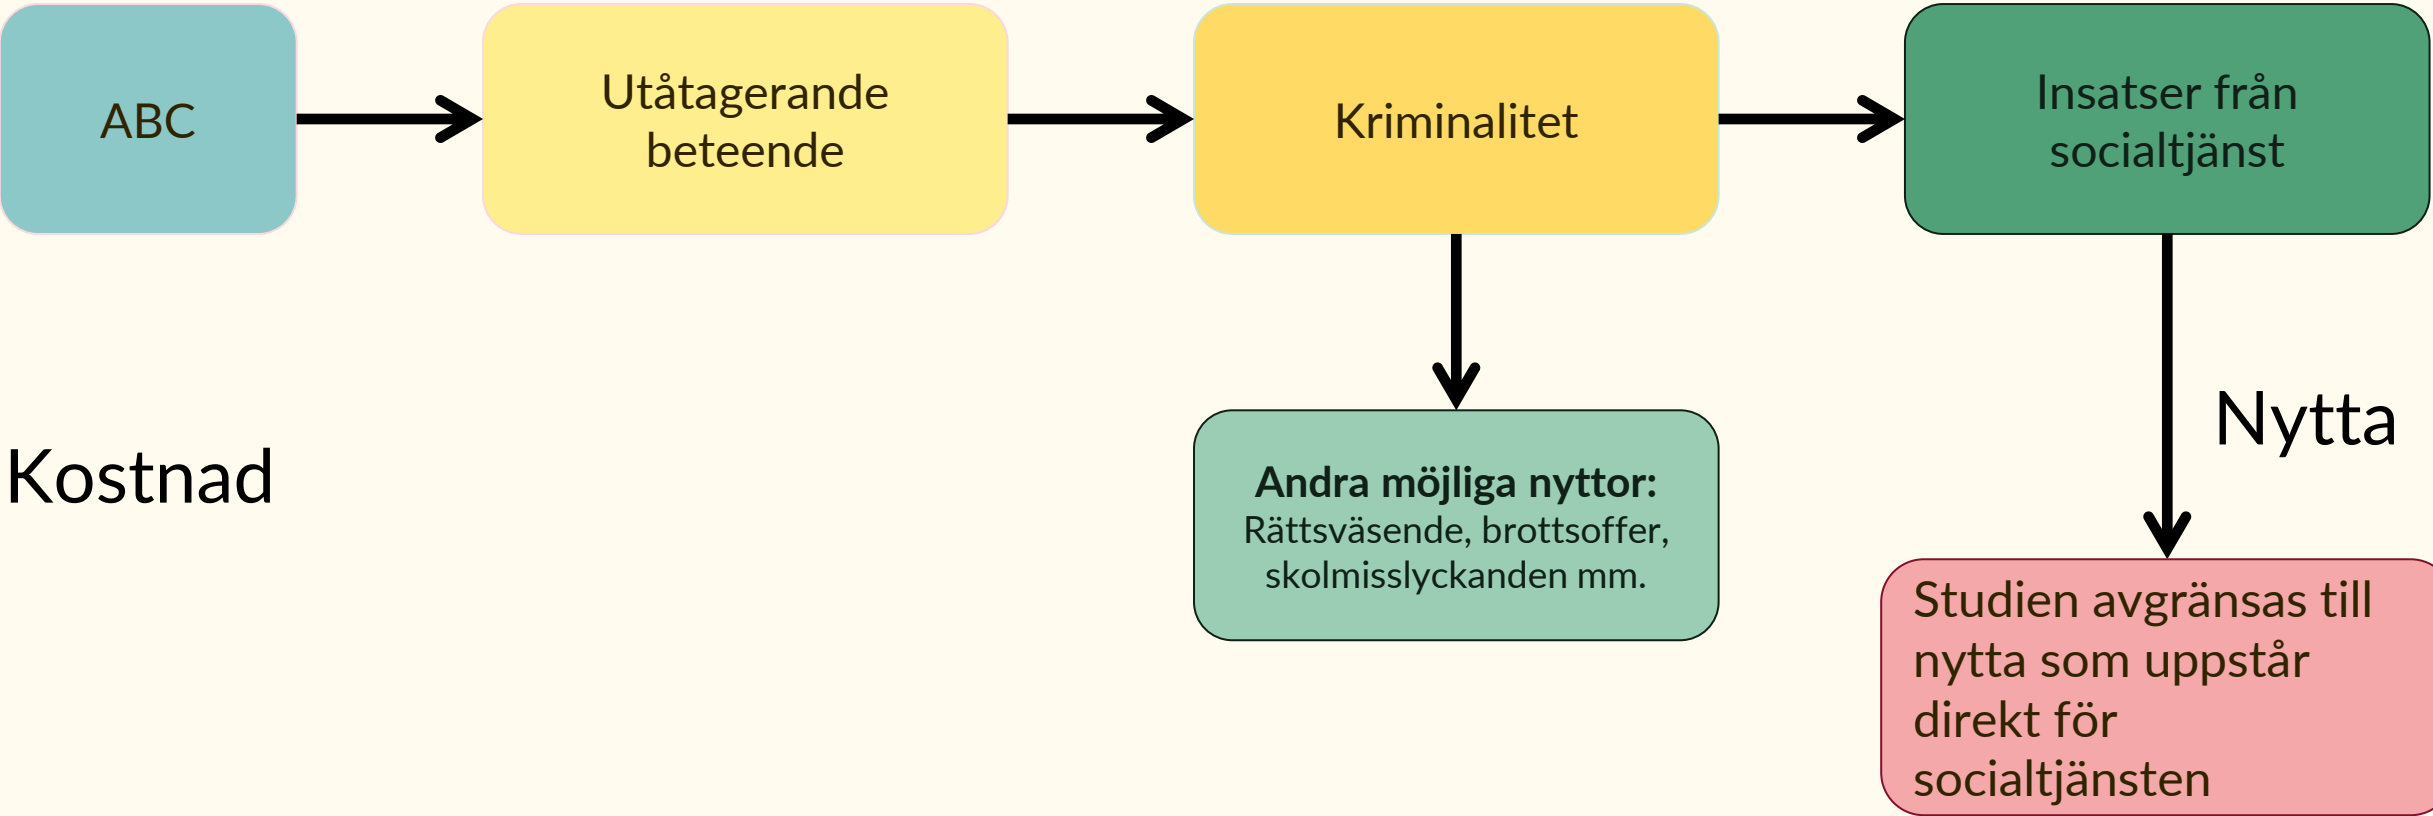 ABC
Utåtagerande
beteende
Kriminalitet
Insatser från
socialtjänst
Kostnad
Andra möjliga nyttor:
Rättsväsende, brottsoffer,
skolmisslyckanden mm.
Nytta
Studien avgränsas till
nytta som uppstår
direkt för
socialtjänsten